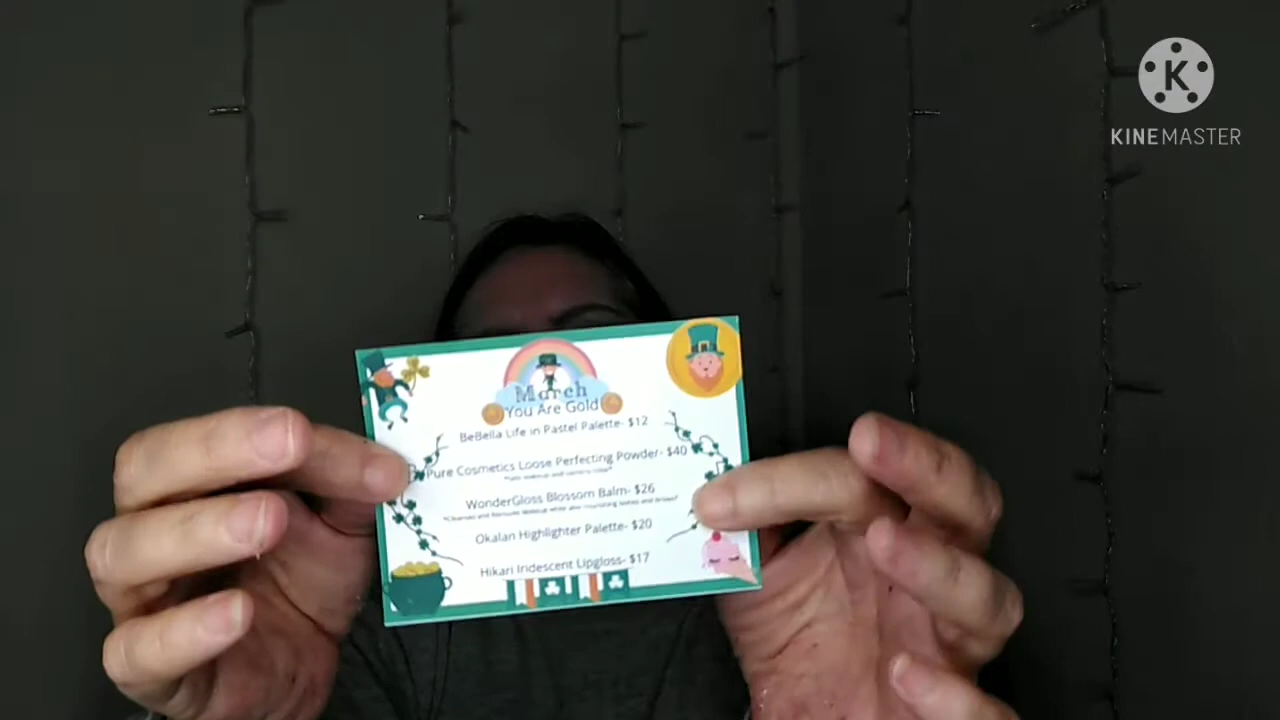 K
KINEMASTER
March
You Are Gold
BeBella Life in Pastel Palette- $12
Pure Cosmetics Loose Perfecting Powder- $40
WonderGloss Blossom Balm- $26
Okalan Highlighter Palette- $20
Hikari Iridescent Upgloss- $17